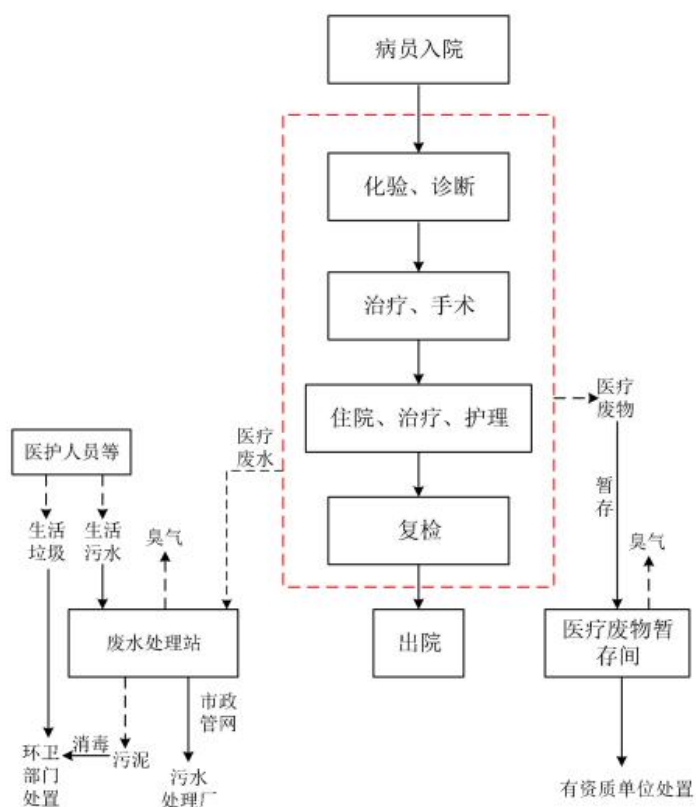 病员入院
化验、诊断
治疗、手术
住院、治疗、护理
复检
出院
医疗
废水
医护人员等
生活
垃圾
生活
污水
臭气
废水处理站
市政
管网
消毒
污泥
环卫
部门
处置
污水
处理厂
医疗
废物
暂存
臭气
医疗废物暂
存间
有资质单位处置